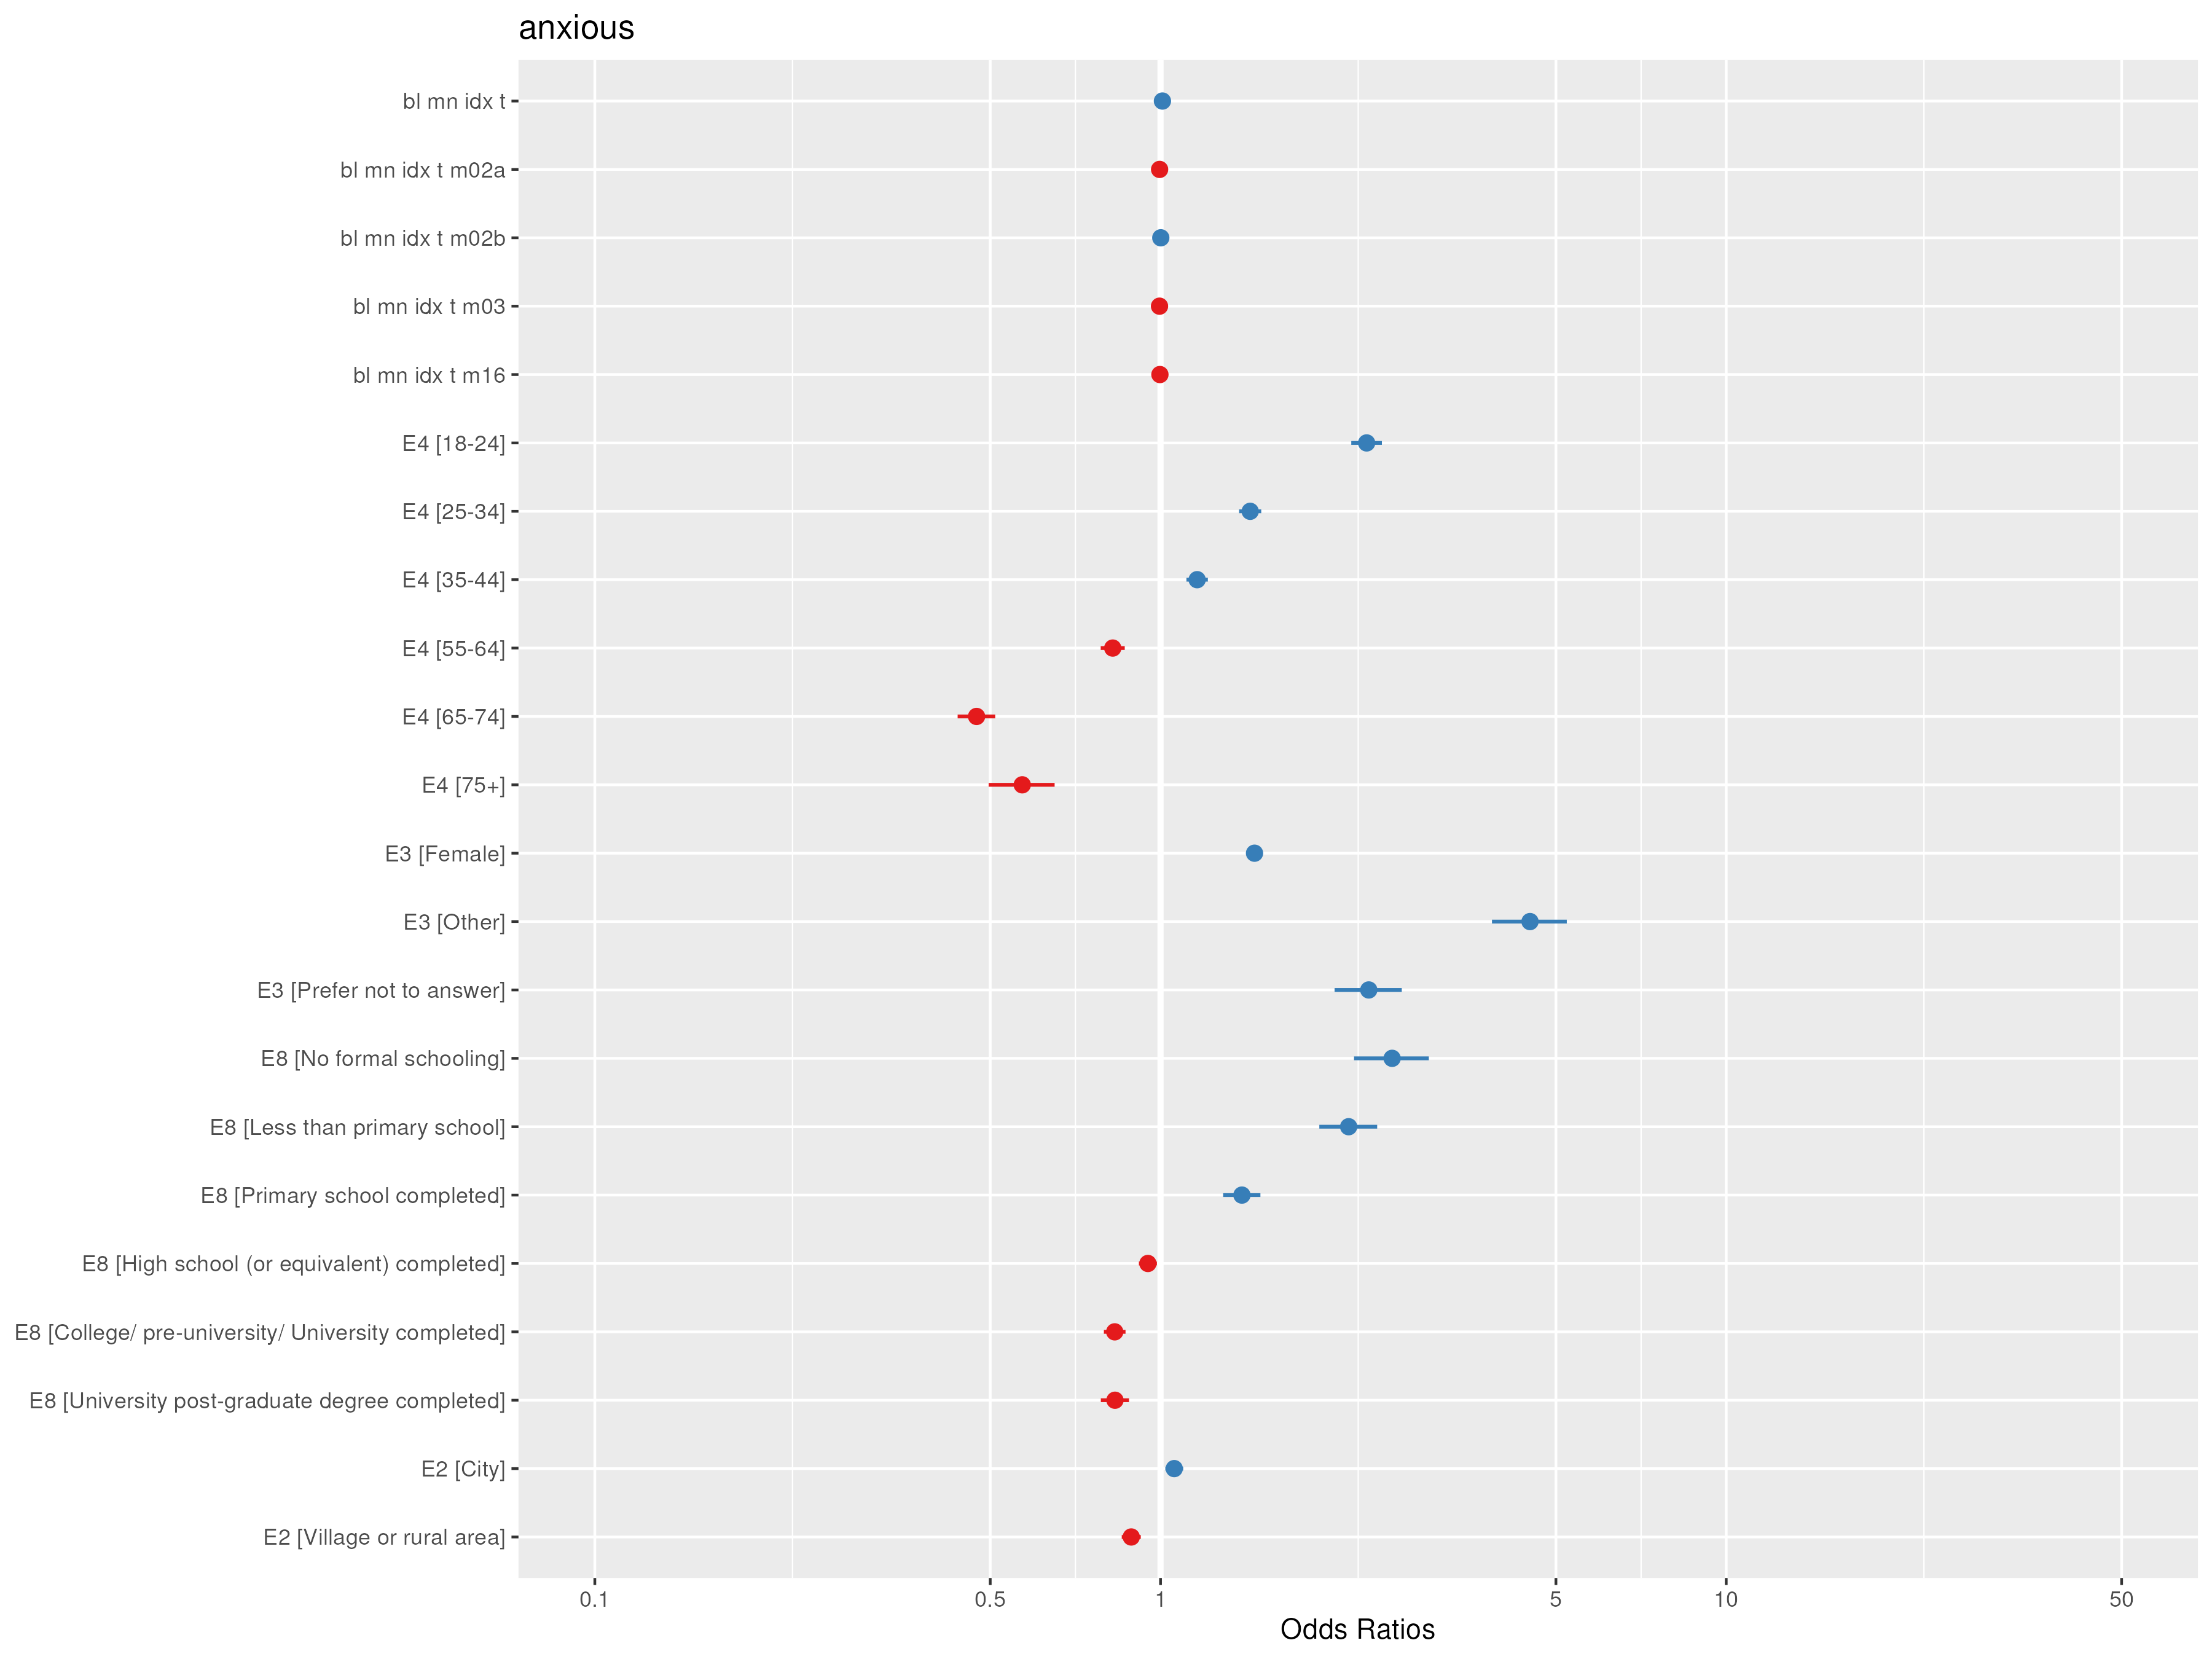 anxious
bl mn idx t
bl mn idx t m02a
bl mn idx t m02b
bl mn idx t m03
bl mn idx t m16
E4 [18-24]
E4 [25-34]
E4 [35-44]
E4 [55-64]
E4 [65-74]
E4 [75+]
E3 [Female]
E3 [Other]
E3 [Prefer not to answer]
E8 [No formal schooling]
E8 [Less than primary school]
E8 [Primary school completed]
E8 [High school (or equivalent) completed]
E8 [College/ pre-university/ University completed]
E8 [University post-graduate degree completed]
E2 [City]
E2 [Village or rural area]
0.1 0.5 1 5 10 50
Odds Ratios